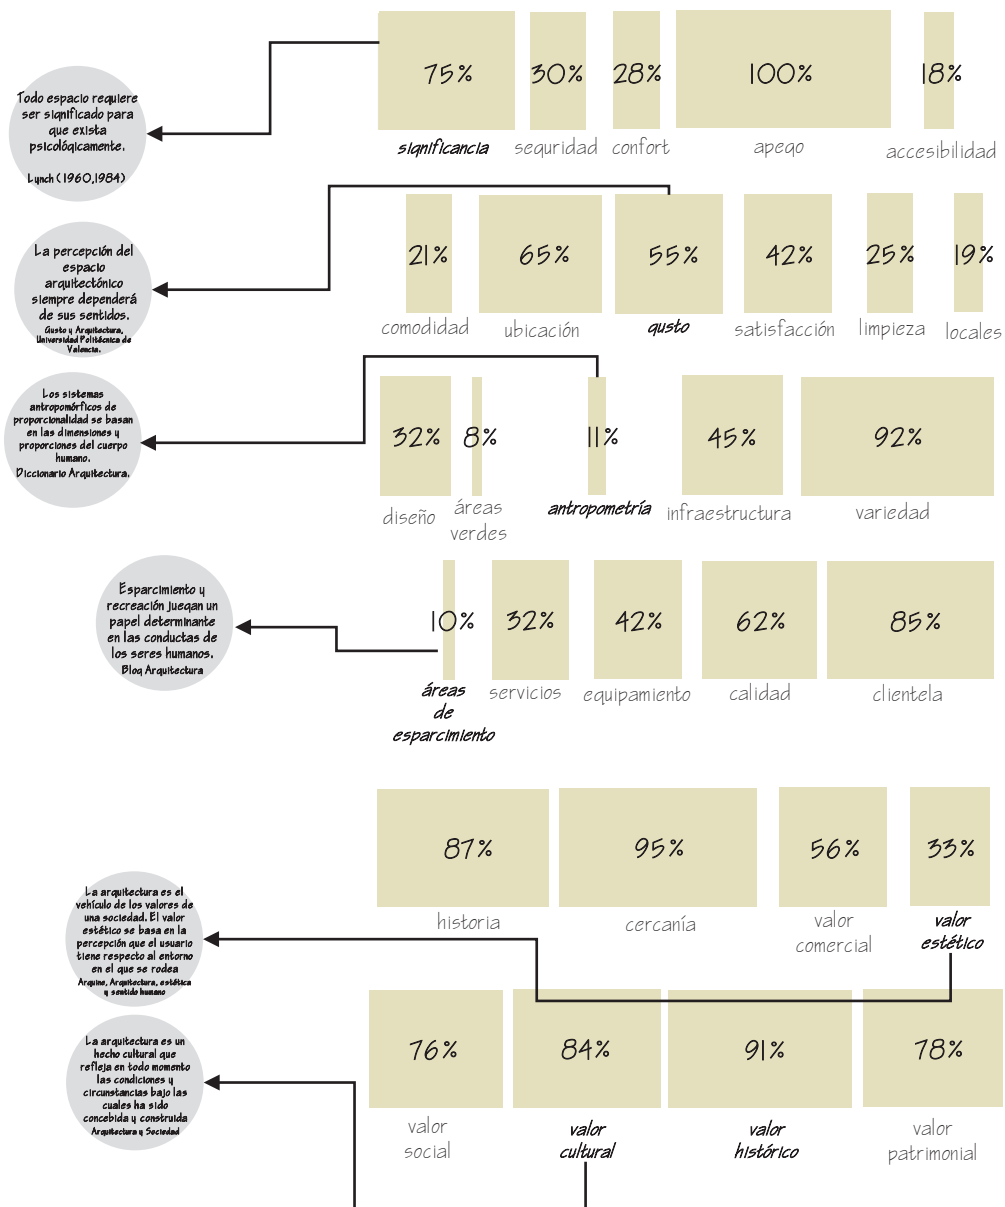 75%
30%
28%
100%
18%
significancia
seguridad
confort
apego
accesibilidad
Todo espacio requiere
ser significado para
que exista
psicológicamente.
Lynch (1960,1984)
21%
65%
55%
42%
25%
19%
comodidad
ubicación
gusto
satisfacción
limpieza
locales
La percepción del
espacio
arquitectónico
siempre dependerá
de sus sentidos.
Gusto y Arquitectura,
Universidad Politécnica de
Valencia.
32%
8%
11%
45%
92%
diseño
áreas
verdes
antropometría
infraestructura
variedad
Los sistemas
antropomórficos de
proporcionalidad se basan
en las dimensiones y
proporciones del cuerpo
humano.
Diccionario Arquitectura.
10%
32%
42%
62%
85%
áreas
de
esparcimiento
servicios
equipamiento
calidad
clientela
Esparcimiento y
recreación juegan un
papel determinante
en las conductas de
los seres humanos.
Blog Arquitectura
87%
95%
56%
33%
historia
cercanía
valor
comercial
valor
estético
La arquitectura es el
vehículo de los valores de
una sociedad. El valor
estético se basa en la
percepción que el usuario
tiene respecto al entorno
en el que se rodea
Arquine, Arquitectura, estética
y sentido humano
76%
84%
91%
78%
valor
social
valor
cultural
valor
histórico
valor
patrimonial
La arquitectura es un
hecho cultural que
refleja en todo momento
las condiciones y
circunstancias bajo las
cuales ha sido
concebida y construida
Arquitectura y Sociedad